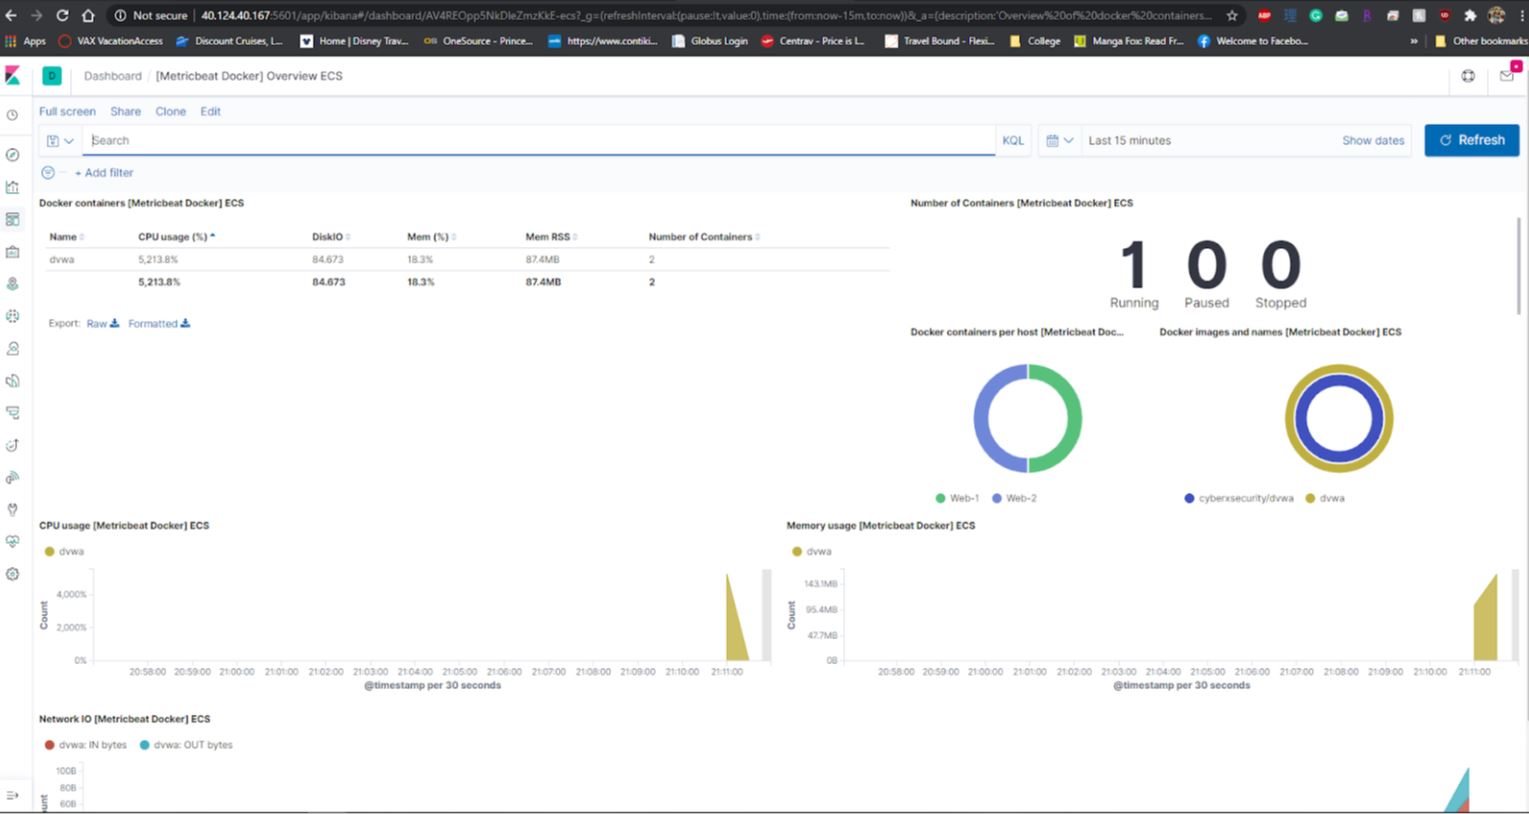 Not secure | 40.124.40.167:5601/app/kibana#/dashboard/AV4REOpp5NkDleZmzKkE-ecs?_g=(refreshInterval:(pause:!t,value:0),time:(from:now-15m,to:now))&_a=(description:'Overview%20of%20docker%20containers...
Apps VAX VacationAccess Discount Cruises, L... Home | Disney Trav... OneSource - Prince... https://www.contiki... Globus Login Centrav - Price is L... Travel Bound - Flexi... College Manga Fox: Read Fr... Welcome to Facebo... » Other bookmarks
D Dashboard / [Metricbeat Docker] Overview ECS
Full screen Share Clone Edit
Search KQL Last 15 minutes Show dates Refresh
+ Add filter
Docker containers [Metricbeat Docker] ECS
Name CPU usage (%) DiskIO Mem (%) Mem RSS Number of Containers
dvwa 5,213.8% 84.673 18.3% 87.4MB 2
5,213.8% 84.673 18.3% 87.4MB 2
Export: Raw Formatted
Number of Containers [Metricbeat Docker] ECS
1 0 0
Running Paused Stopped
Docker containers per host [Metricbeat Doc...
Web-1 Web-2
Docker images and names [Metricbeat Docker] ECS
cyberxsecurity/dvwa dvwa
CPU usage [Metricbeat Docker] ECS
dvwa
Count
4,000%
2,000%
0%
20:58:00 20:59:00 21:00:00 21:01:00 21:02:00 21:03:00 21:04:00 21:05:00 21:06:00 21:07:00 21:08:00 21:09:00 21:10:00 21:11:00
@timestamp per 30 seconds
Memory usage [Metricbeat Docker] ECS
dvwa
Count
143.1MB
95.4MB
47.7MB
0B
20:58:00 20:59:00 21:00:00 21:01:00 21:02:00 21:03:00 21:04:00 21:05:00 21:06:00 21:07:00 21:08:00 21:09:00 21:10:00 21:11:00
@timestamp per 30 seconds
Network IO [Metricbeat Docker] ECS
dvwa: IN bytes dvwa: OUT bytes
100B
80B
60B